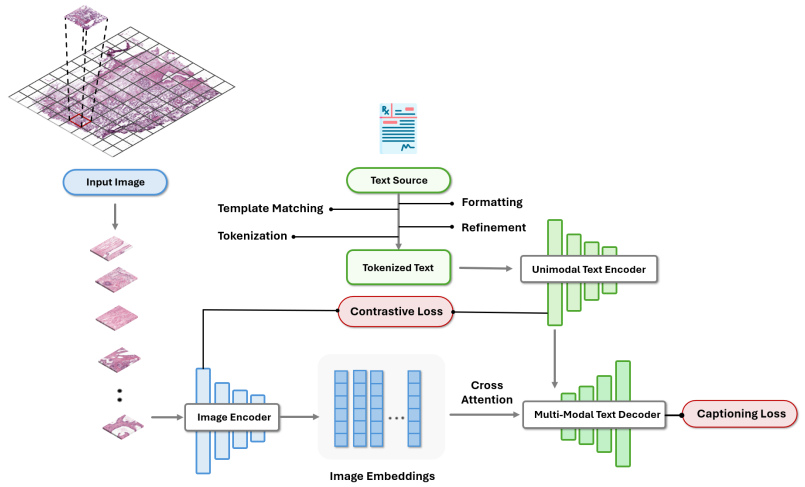 Rx
Input Image
Text Source
Template Matching
Formatting
Tokenization
Refinement
Tokenized Text
Unimodal Text Encoder
Contrastive Loss
Image Encoder
Cross
Attention
Multi-Modal Text Decoder
Captioning Loss
Image Embeddings